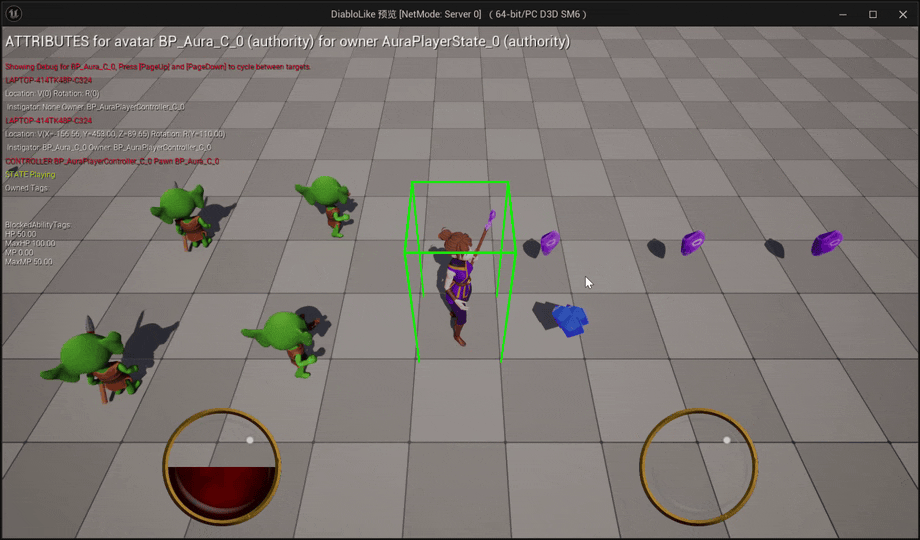 DiabloLike 预览 [NetMode: Server 0] ( 64-bit/PC D3D SM6 )
ATTRIBUTES for avatar BP_Aura_C_0 (authority) for owner AuraPlayerState_0 (authority)
Showing Debug for BP_Aura_C_0, Press [PageUp] and [PageDown] to cycle between targets.
LAPTOP-414TK48P-C324
Location: V(0) Rotation: R(0)
Instigator: None Owner: BP_AuraPlayerController_C_0
LAPTOP-414TK48P-C324
Location: V(X=-156.56, Y=453.00, Z=89.65) Rotation: R(Y=110.00)
Instigator: BP_Aura_C_0 Owner: BP_AuraPlayerController_C_0
CONTROLLER BP_AuraPlayerController_C_0 Pawn BP_Aura_C_0
STATE Playing
Owned Tags:
BlockedAbilityTags:
HP: 50.00
MaxHP: 100.00
MP: 0.00
MaxMP: 50.00